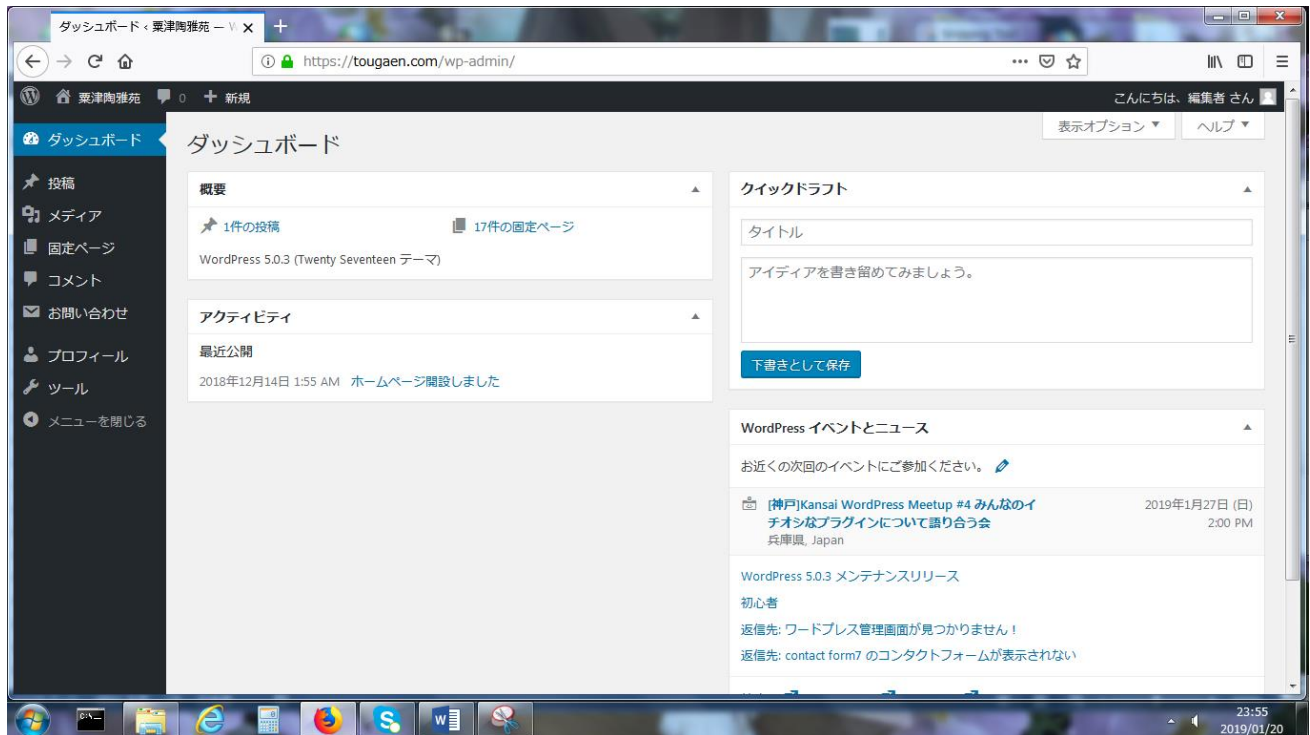 ダッシュボード ‹ 粟津陶雅苑 — W
https://tougaen.com/wp-admin/
粟津陶雅苑 0 新規
こんにちは、編集者 さん
ダッシュボード
投稿
メディア
固定ページ
コメント
お問い合わせ
プロフィール
ツール
メニューを閉じる
表示オプション ヘルプ
ダッシュボード
概要
1件の投稿 17件の固定ページ
WordPress 5.0.3 (Twenty Seventeen テーマ)
アクティビティ
最近公開
2018年12月14日 1:55 AM ホームページ開設しました
クイックドラフト
タイトル
アイディアを書き留めてみましょう。
下書きとして保存
WordPress イベントとニュース
お近くの次回のイベントにご参加ください。
[神戸]Kansai WordPress Meetup #4 みんなのイ
チオシなプラグインについて語り合う会
兵庫県, Japan
2019年1月27日 (日)
2:00 PM
WordPress 5.0.3 メンテナンスリリース
初心者
返信先: ワードプレス管理画面が見つかりません！
返信先: contact form7 のコンタクトフォームが表示されない
23:55
2019/01/20